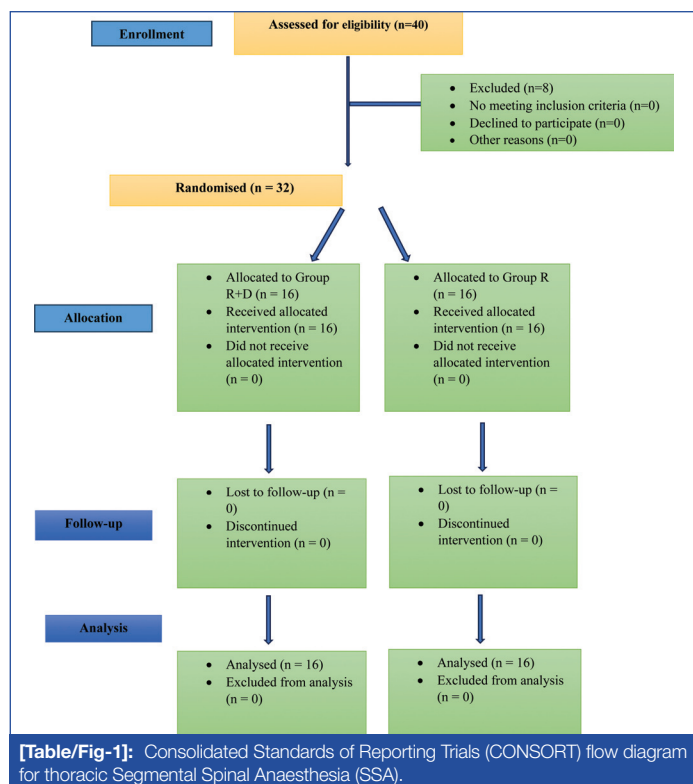 Enrollment
Assessed for eligibility (n=40)
• Excluded (n=8)
• No meeting inclusion criteria (n=0)
• Declined to participate (n=0)
• Other reasons (n=0)
Randomised (n = 32)
Allocation
• Allocated to Group
R+D (n = 16)
• Received allocated
intervention (n = 16)
• Did not receive
allocated intervention
(n = 0)
• Allocated to Group R
(n = 16)
• Received allocated
intervention (n = 16)
• Did not receive
allocated intervention
(n = 0)
Follow-up
• Lost to follow-up (n =
0)
• Discontinued
intervention (n = 0)
• Lost to follow-up (n =
0)
• Discontinued
intervention (n = 0)
Analysis
• Analysed (n = 16)
• Excluded from analysis
(n = 0)
• Analysed (n = 16)
• Excluded from analysis
(n = 0)
[Table/Fig-1]: Consolidated Standards of Reporting Trials (CONSORT) flow diagram
for thoracic Segmental Spinal Anaesthesia (SSA).